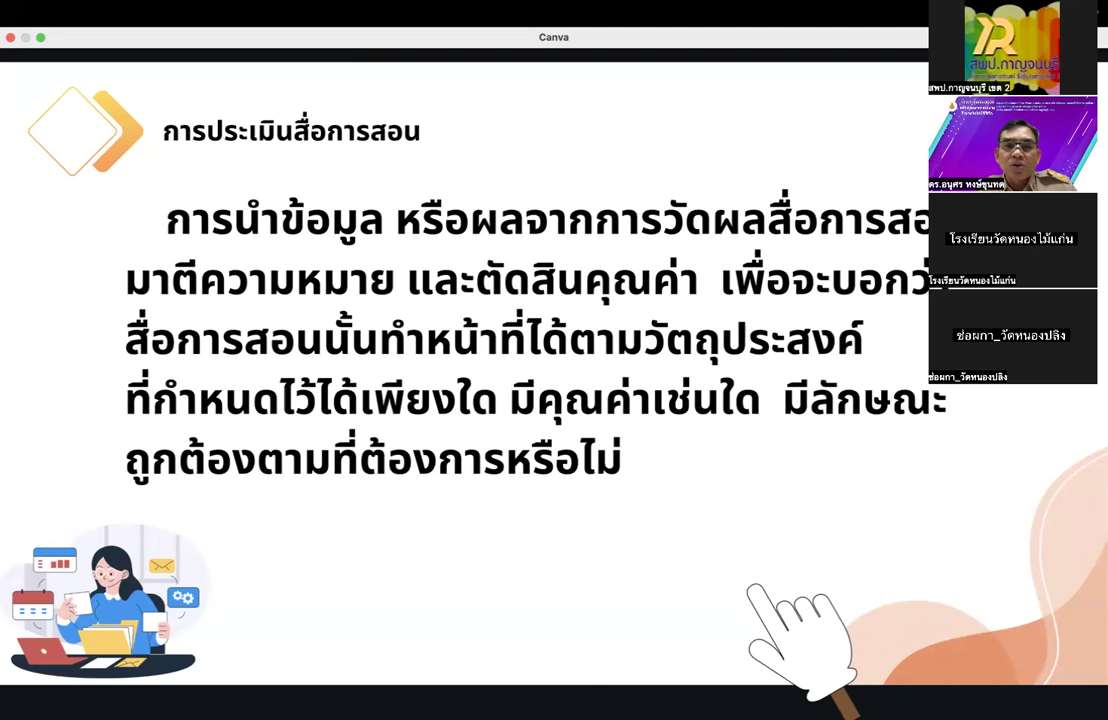 Canva
การประเมินสื่อการสอน
การนำข้อมูล หรือผลจากการวัดผลสื่อการสอ
มาตีความหมาย และตัดสินคุณค่า เพื่อจะบอกว่
สื่อการสอนนั้นทำหน้าที่ได้ตามวัตถุประสงค์
ที่กำหนดไว้ได้เพียงใด มีคุณค่าเช่นใด มีลักษณะ
ถูกต้องตามที่ต้องการหรือไม่
สพป.กาญจนบุรี
สพป.กาญจนบุรี เขต 2
ดร.อนุศร หงษ์ขุนทด
โรงเรียนวัดหนองไม้แก่น
โรงเรียนวัดหนองไม้แก่น
ช่อผกา_วัดหนองปลิง
ช่อผกา_วัดหนองปลิง